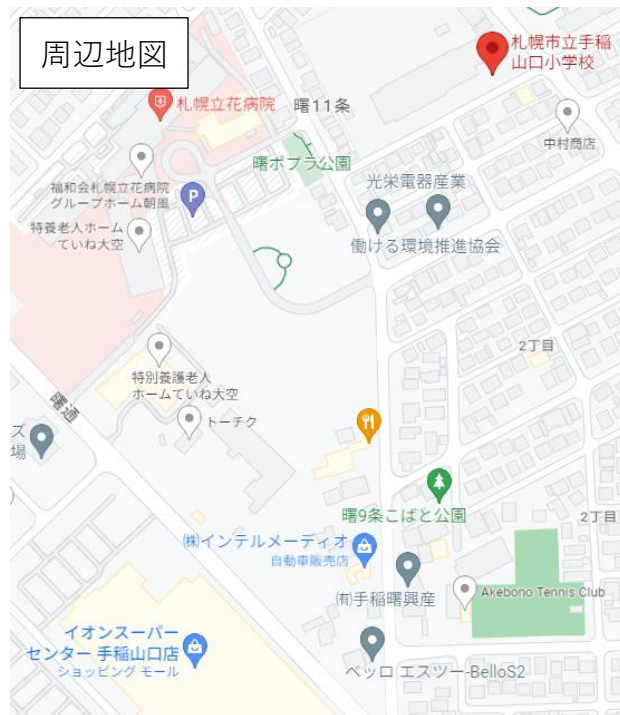 周辺地図
札幌市立手稲
山口小学校
札幌立花病院
曙11条
中村商店
曙ポプラ公園
福和会札幌立花病院
グループホーム朝風
光栄電器産業
P
特養老人ホーム
ていね大空
働ける環境推進協会
2丁目
特別養護老人
ホームていね大空
曙通
トーチク
ズ
場
曙9条こばと公園
2丁目
㈱インテルメーディオ
自動車販売店
㈲手稲曙興産
Akebono Tennis Club
イオンスーパー
センター 手稲山口店
ショッピング モール
ベッロ エスツー-BelloS2